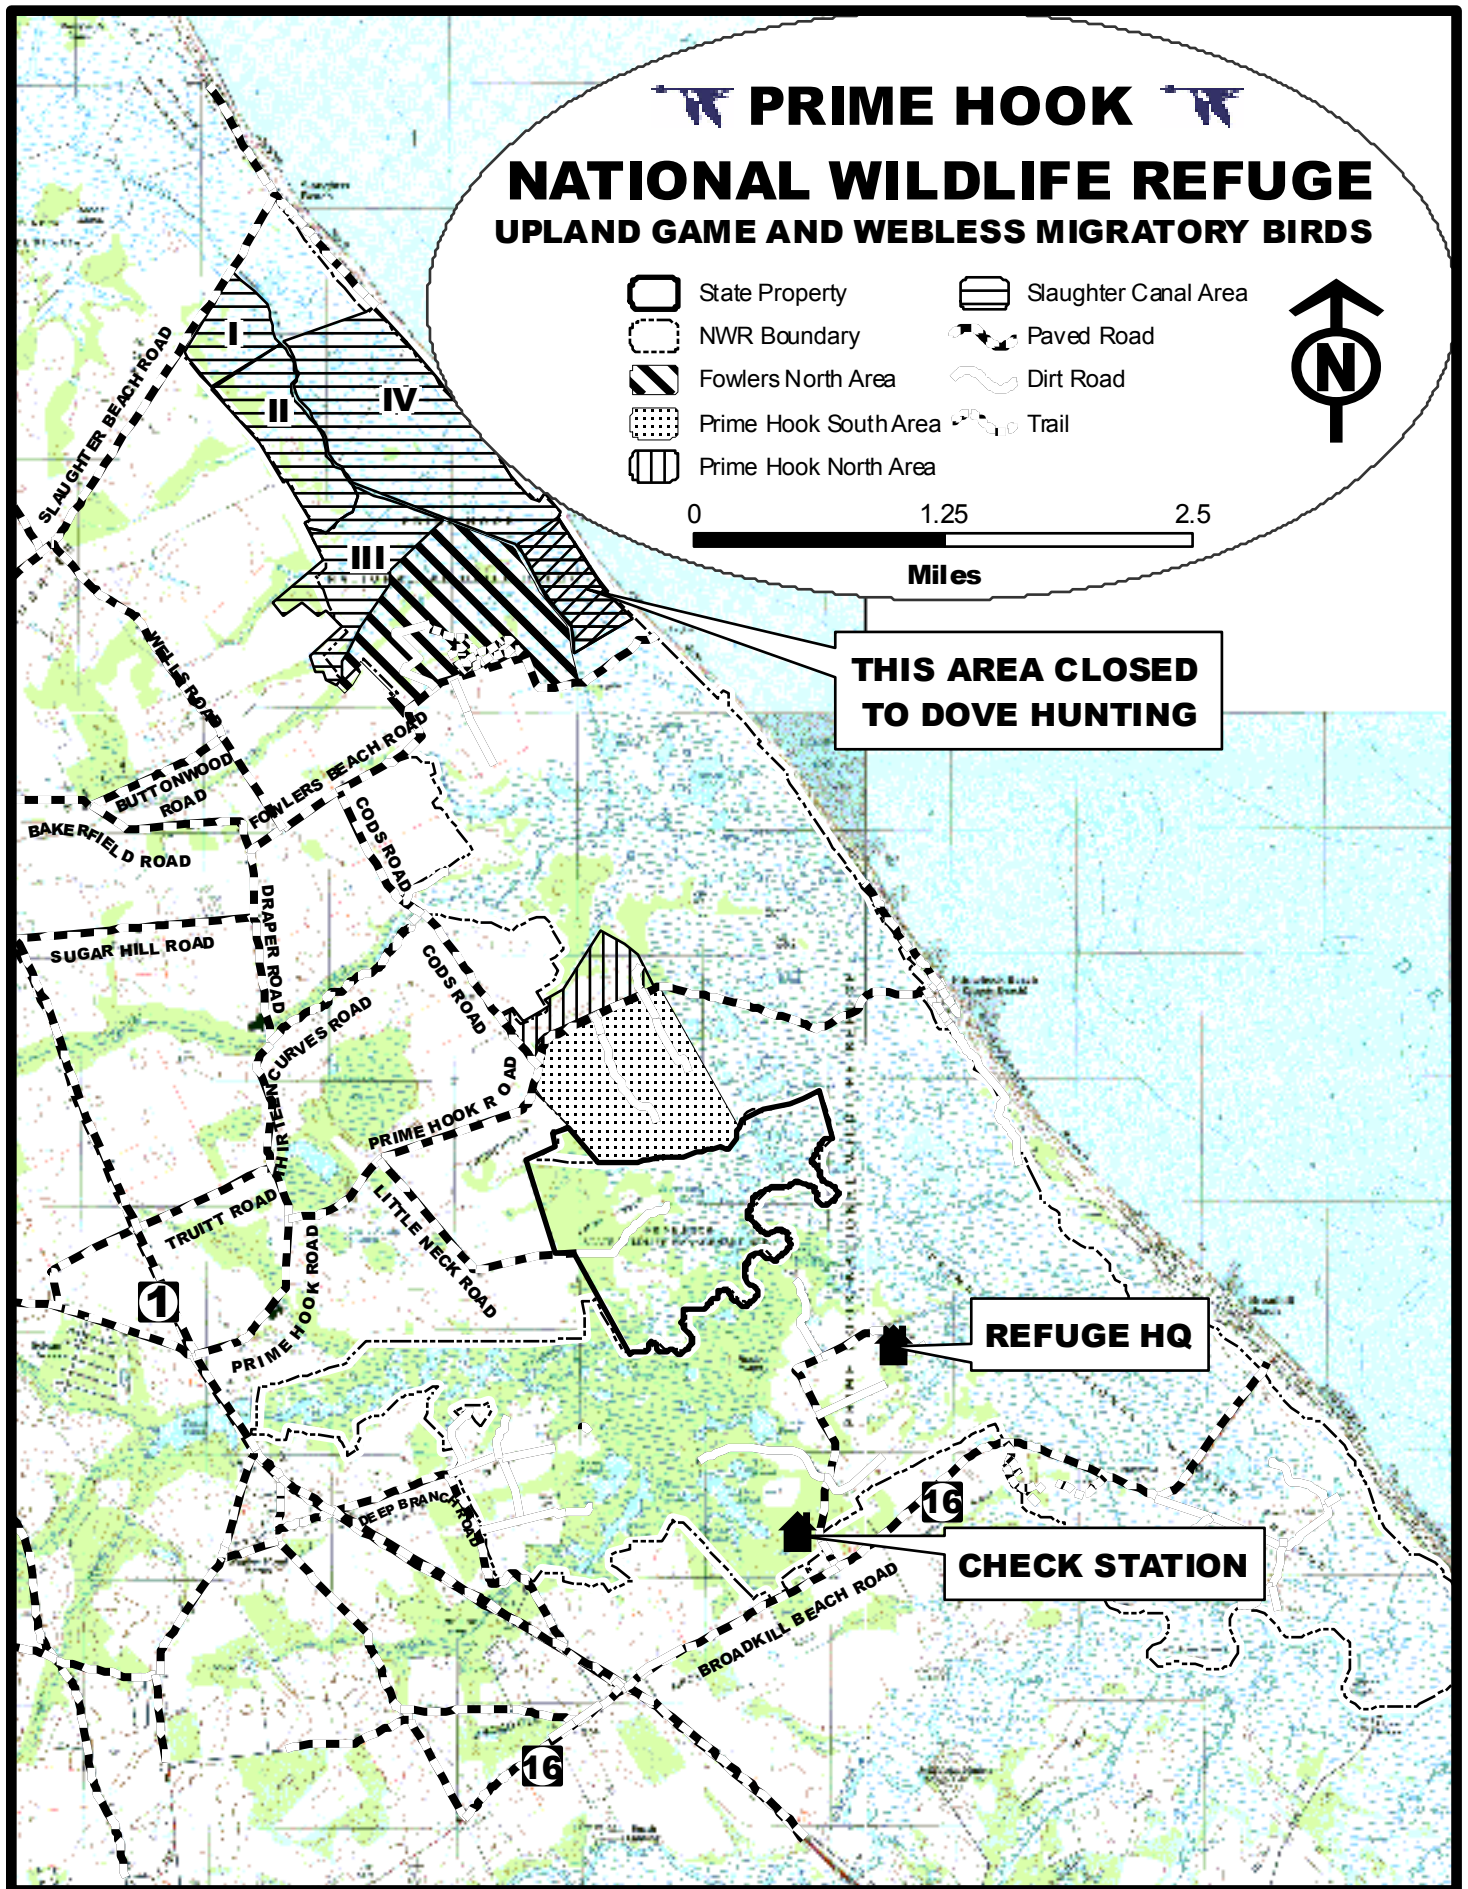 PRIME HOOK
NATIONAL WILDLIFE REFUGE
UPLAND GAME AND WEBLESS MIGRATORY BIRDS
State Property
NWR Boundary
Fowlers North Area
Prime Hook South Area
Prime Hook North Area
Slaughter Canal Area
Paved Road
Dirt Road
Trail
N
0 1.25 2.5
Miles
I
II
IV
III
SLAUGHTER BEACH ROAD
THIS AREA CLOSED
TO DOVE HUNTING
WELLS ROAD
BUTTONWOOD
ROAD
FOWLERS BEACH ROAD
BAKERFIELD ROAD
CODS ROAD
DRAPER ROAD
SUGAR HILL ROAD
CODS ROAD
THIRTEEN CURVES ROAD
PRIME HOOK ROAD
TRUITT ROAD
LITTLE NECK ROAD
PRIME HOOK ROAD
1
REFUGE HQ
DEEP BRANCH ROAD
16
CHECK STATION
BROADKILL BEACH ROAD
16